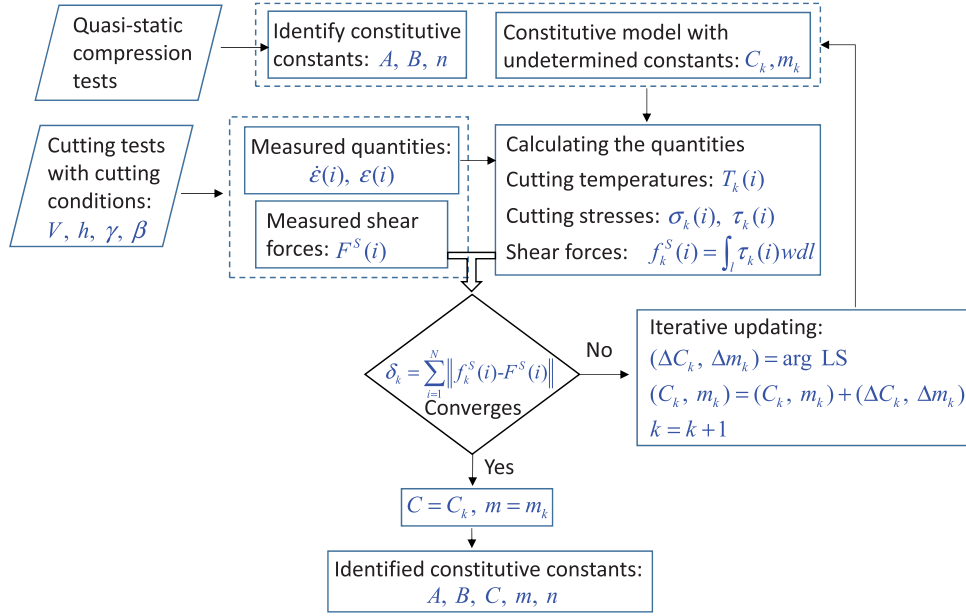 Quasi-static
compression
tests
Identify constitutive
constants: A, B, n
Constitutive model with
undetermined constants: C_k, m_k
Cutting tests
with cutting
conditions:
V, h, γ, β
Measured quantities:
ε̇(i), ε(i)
Measured shear
forces: F^S(i)
Calculating the quantities
Cutting temperatures: T_k(i)
Cutting stresses: σ_k(i), τ_k(i)
Shear forces: f_k^S(i) = ∫_l τ_k(i)wdl
δ_k = ∑_{i=1}^{N} ‖f_k^S(i)-F^S(i)‖
Converges
No
Iterative updating:
(ΔC_k, Δm_k) = arg LS
(C_k, m_k) = (C_k, m_k) + (ΔC_k, Δm_k)
k = k+1
Yes
C = C_k, m = m_k
Identified constitutive constants:
A, B, C, m, n